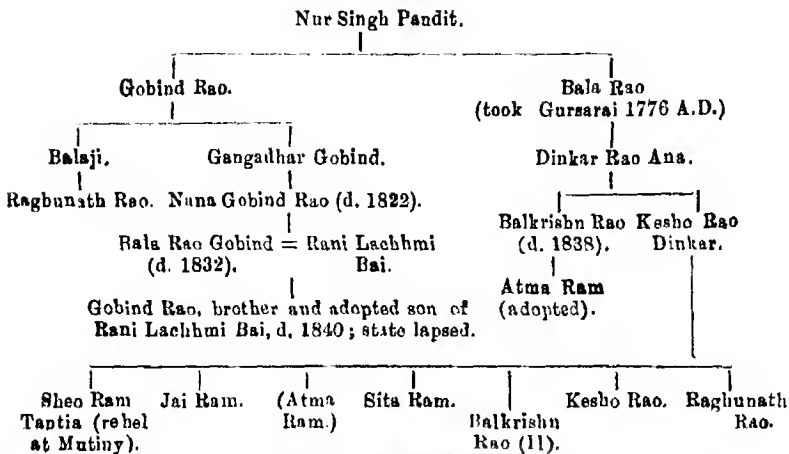 Nur Singh Pandit.
Gobind Rao.
Bala Rao
(took Gursarai 1776 A.D.)
Balaji.
Gangadhar Gobind.
Dinkar Rao Ana.
Raghunath Rao.
Nana Gobind Rao (d. 1822).
Balkrishn Rao
(d. 1838).
Kesho Rao
Dinkar.
Bala Rao Gobind = Rani Lachhmi
(d. 1832). Bai.
Atma Ram
(adopted).
Gobind Rao, brother and adopted son of
Rani Lachhmi Bai, d. 1840; state lapsed.
Sheo Ram
Tantia (rebel
at Mutiny).
Jai Ram.
(Atma
Ram.)
Sita Ram.
Balkrishn
Rao (11).
Kesho Rao.
Raghunath
Rao.